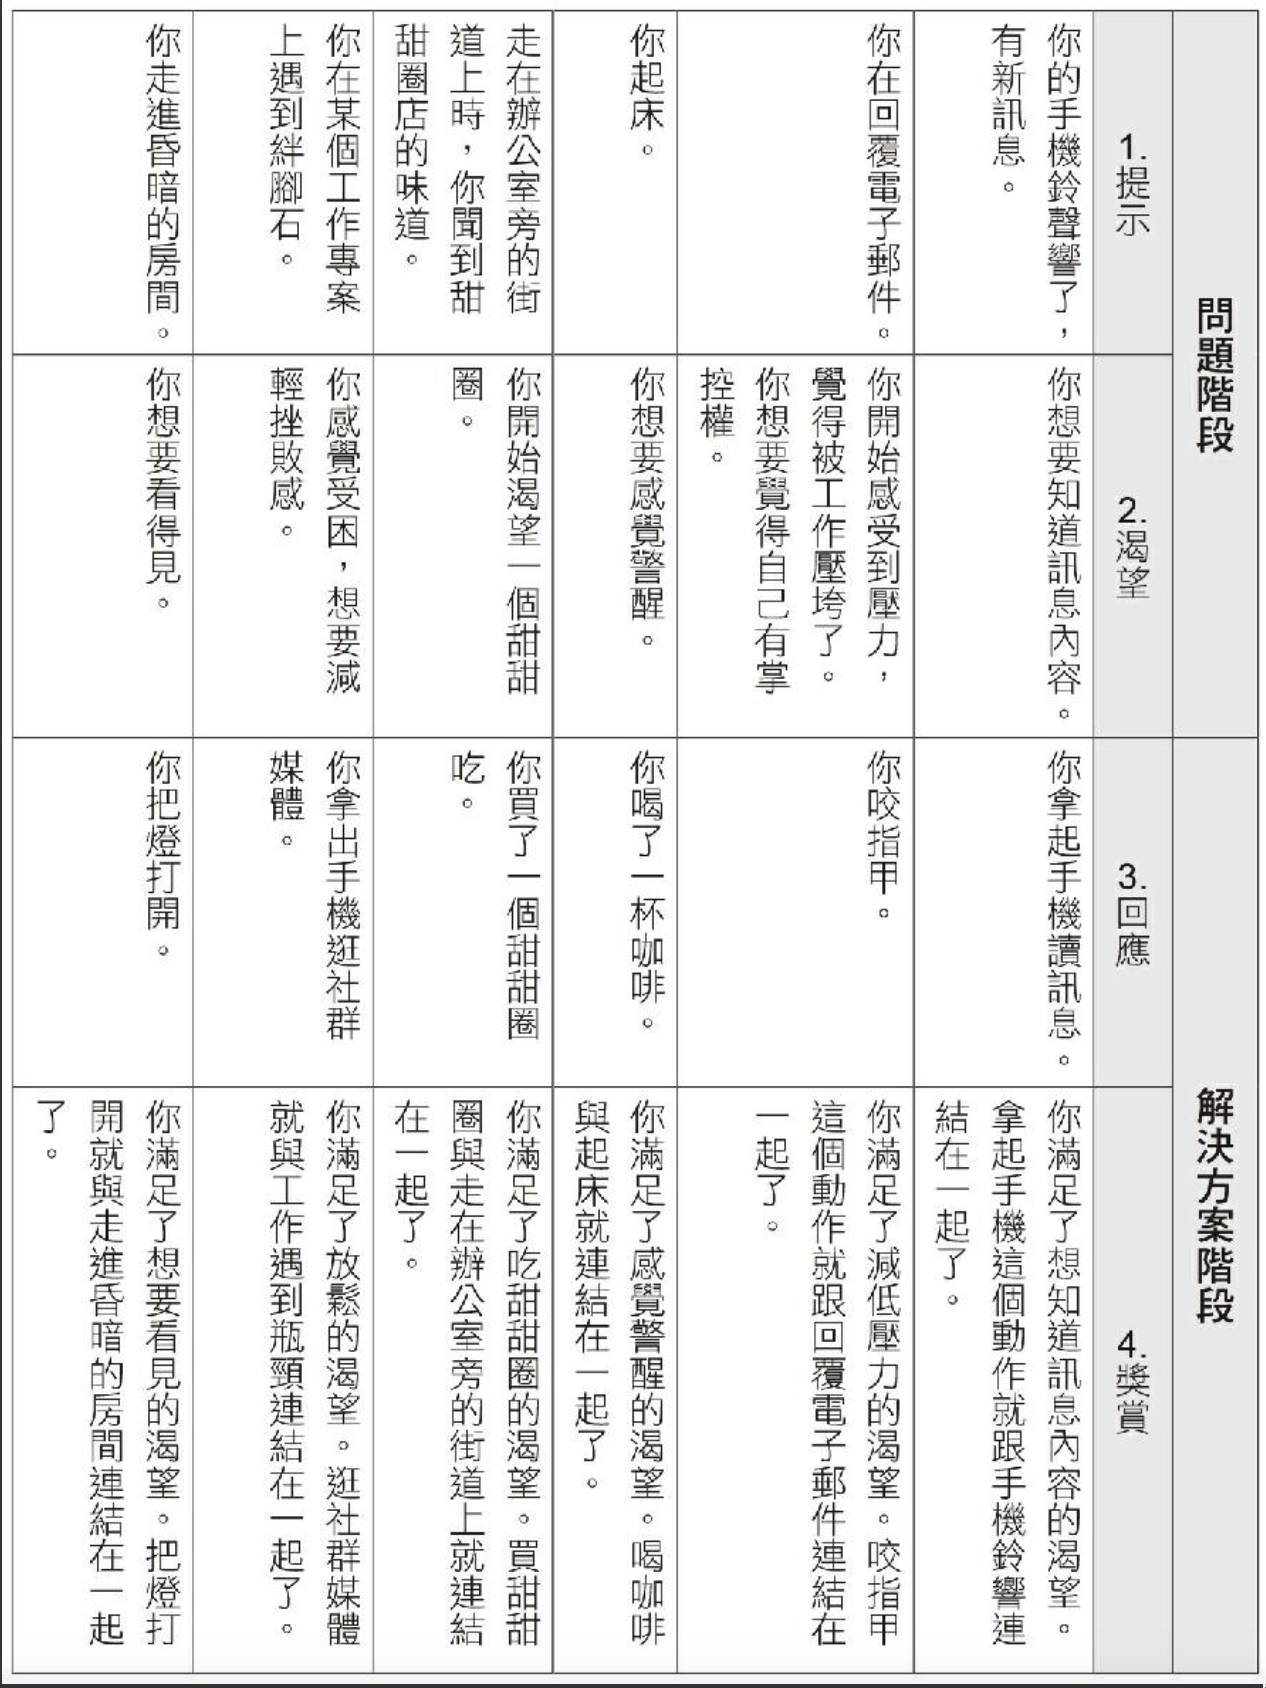 問題階段
解決方案階段
1.提示
2.渴望
3.回應
4.獎賞
你的手機鈴聲響了，
有新訊息。
你想要知道訊息內容。
你拿起手機讀訊息。
你滿足了想知道訊息內容的渴望。
拿起手機這個動作就跟手機鈴響連
結在一起了。
你在回覆電子郵件。
你開始感受到壓力，
覺得被工作壓垮了。
你想要覺得自己有掌
控權。
你咬指甲。
你滿足了減低壓力的渴望。咬指甲
這個動作就跟回覆電子郵件連結在
一起了。
你起床。
你想要感覺警醒。
你喝了一杯咖啡。
你滿足了感覺警醒的渴望。喝咖啡
與起床就連結在一起了。
走在辦公室旁的街
道上時，你聞到甜
甜圈店的味道。
你開始渴望一個甜甜
圈。
你買了一個甜甜圈
吃。
你滿足了吃甜甜圈的渴望。買甜甜
圈與走在辦公室旁的街道上就連結
在一起了。
你在某個工作專案
上遇到絆腳石。
你感覺受困，想要減
輕挫敗感。
你拿出手機逛社群
媒體。
你滿足了放鬆的渴望。逛社群媒體
就與工作遇到瓶頸連結在一起了。
你走進昏暗的房間。
你想要看得見。
你把燈打開。
你滿足了想要看見的渴望。把燈打
開就與走進昏暗的房間連結在一起
了。